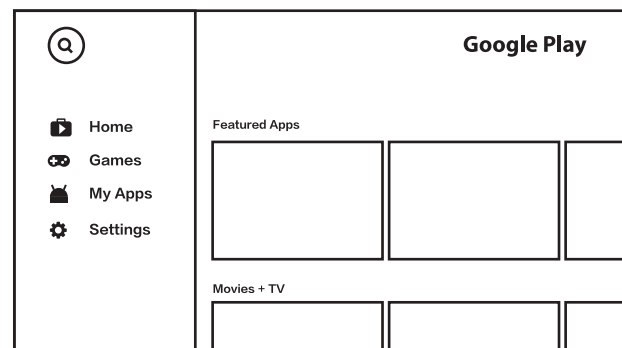 Google Play
Home
Games
My Apps
Settings
Featured Apps
Movies + TV